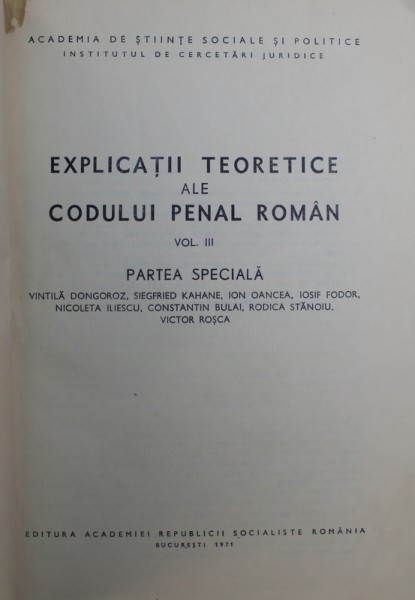 ACADEMIA DE ȘTIINȚE SOCIALE ȘI POLITICE
INSTITUTUL DE CERCETĂRI JURIDICE
EXPLICAȚII TEORETICE
ALE
CODULUI PENAL ROMÂN
VOL. III
PARTEA SPECIALĂ
VINTILĂ DONGOROZ, SIEGFRIED KAHANE, ION OANCEA, IOSIF FODOR,
NICOLETA ILIESCU, CONSTANTIN BULAI, RODICA STĂNOIU,
VICTOR ROȘCA
EDITURA ACADEMIEI REPUBLICII SOCIALISTE ROMÂNIA
BUCUREȘTI 1971